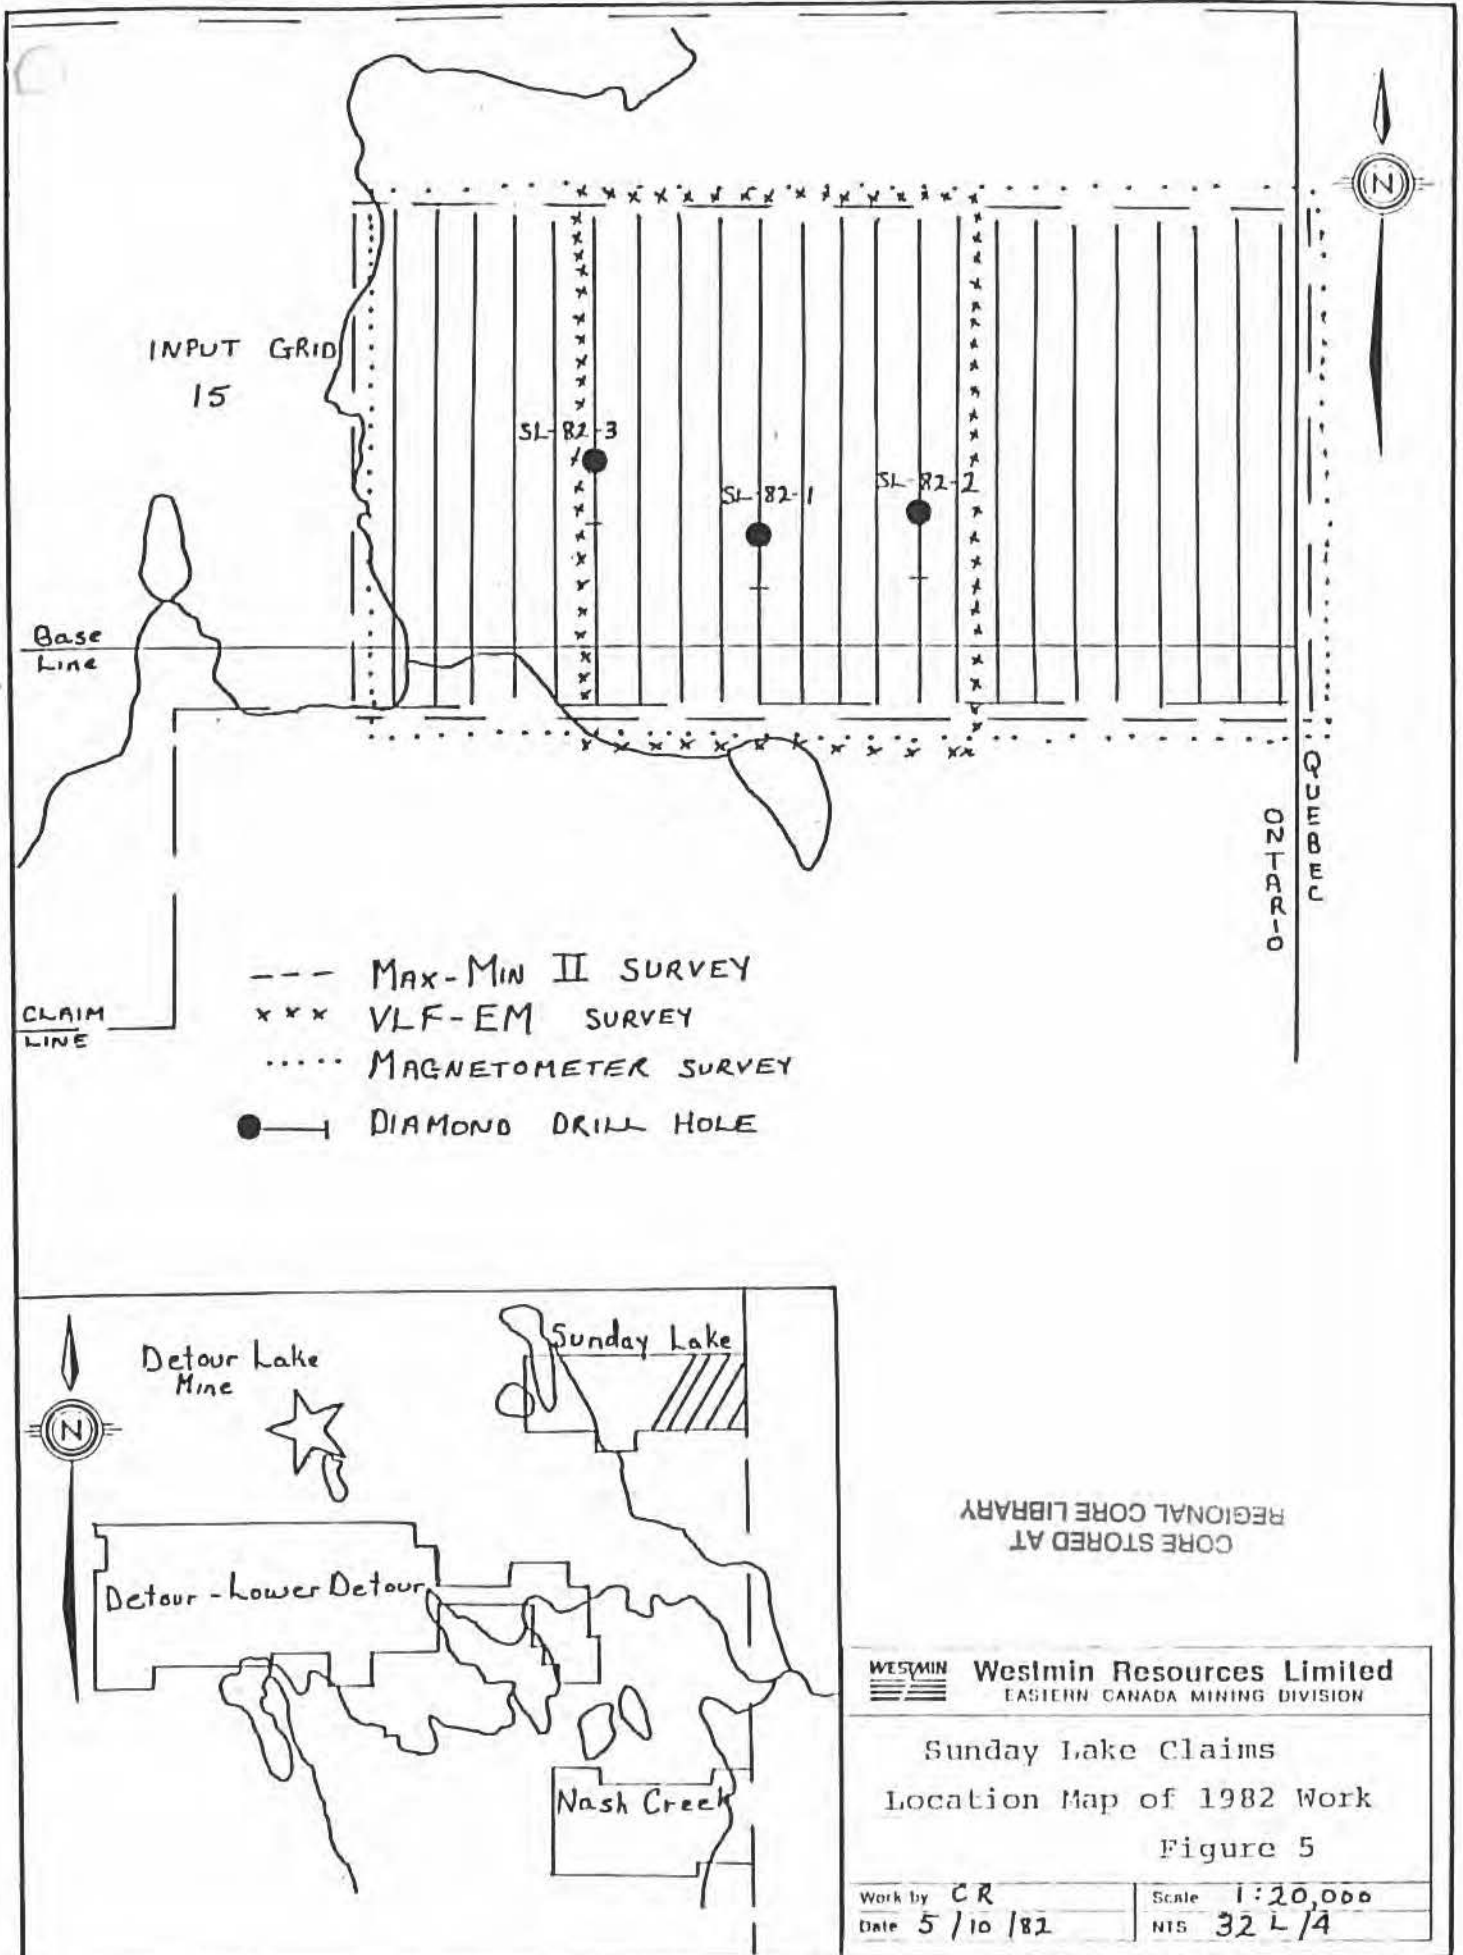 N
INPUT GRID
15
SL-82-3
SL-82-1
SL-82-2
Base
Line
QUEBEC
ONTARIO
CLAIM
LINE
--- MAX-MIN II SURVEY
x x x VLF-EM SURVEY
..... MAGNETOMETER SURVEY
DIAMOND DRILL HOLE
Detour Lake
Mine
Sunday Lake
N
Detour - Lower Detour
Nash Creek
CORE STORED AT
REGIONAL CORE LIBRARY
WESTMIN Westmin Resources Limited
EASTERN CANADA MINING DIVISION
Sunday Lake Claims
Location Map of 1982 Work
Figure 5
Work by CR
Scale 1:20,000
Date 5/10/82
NTS 32 L/4